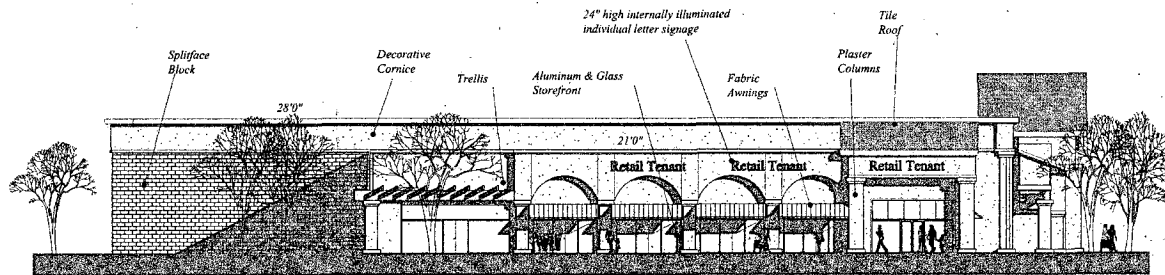 24" high internally illuminated
individual letter signage
Tile
Roof
Splitface
Block
Decorative
Cornice
Trellis
Aluminum & Glass
Storefront
Fabric
Awnings
Plaster
Columns
28'0"
21'0"
Retail Tenant
Retail Tenant
Retail Tenant